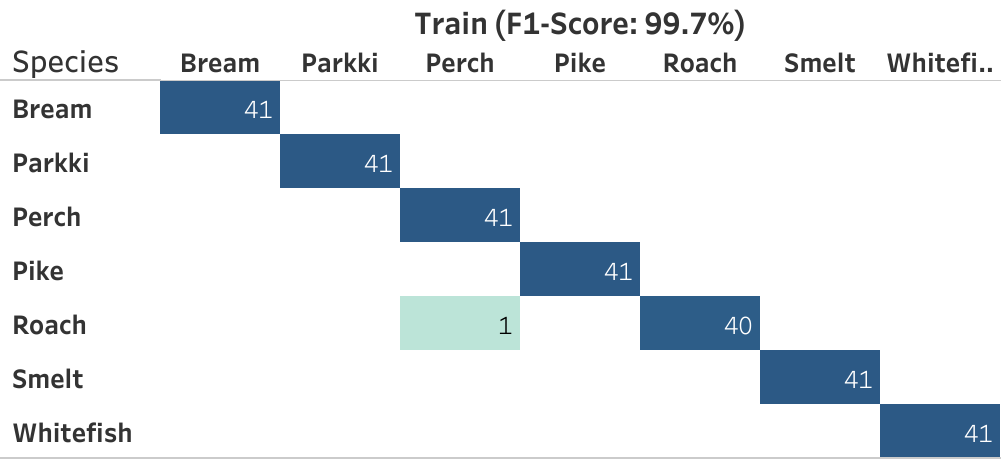 Train (F1-Score: 99.7%)
Species Bream Parkki Perch Pike Roach Smelt Whitefi..
Bream 41
Parkki 41
Perch 41
Pike 41
Roach 1 40
Smelt 41
Whitefish 41